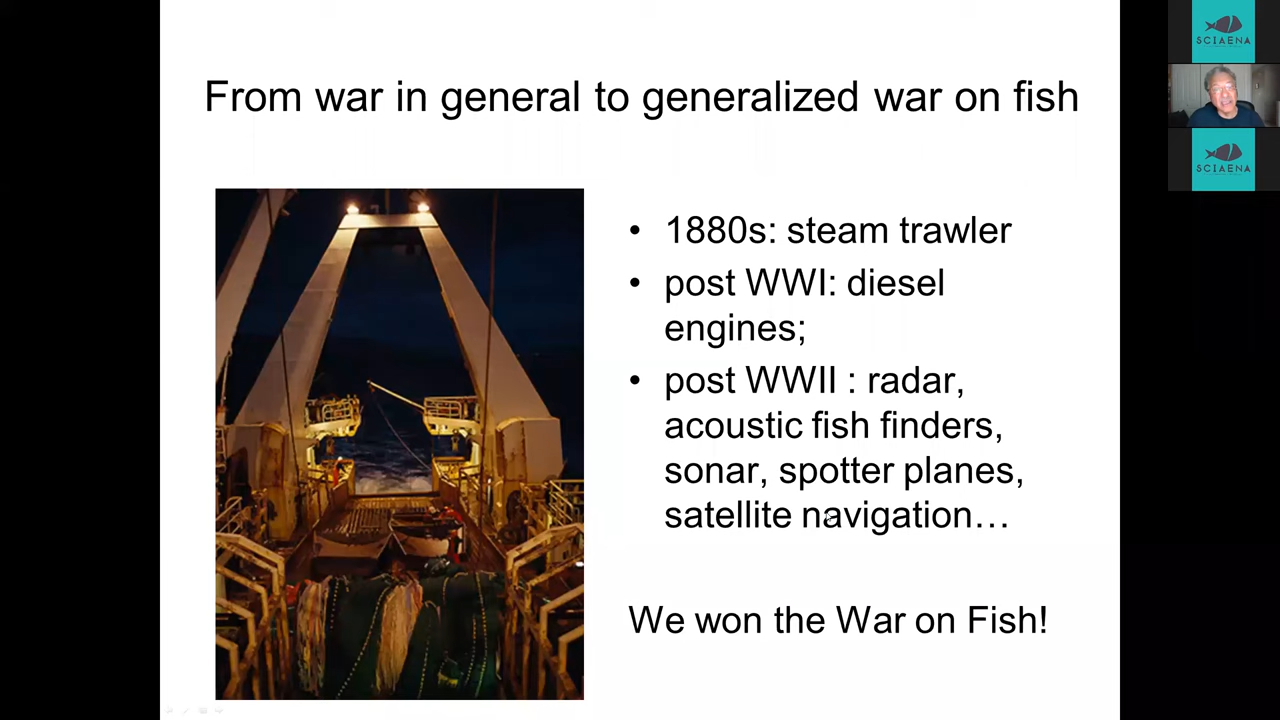 From war in general to generalized war on fish
• 1880s: steam trawler
• post WWI: diesel
engines;
• post WWII : radar,
acoustic fish finders,
sonar, spotter planes,
satellite navigation…
We won the War on Fish!
SCIAENA
SCIAENA